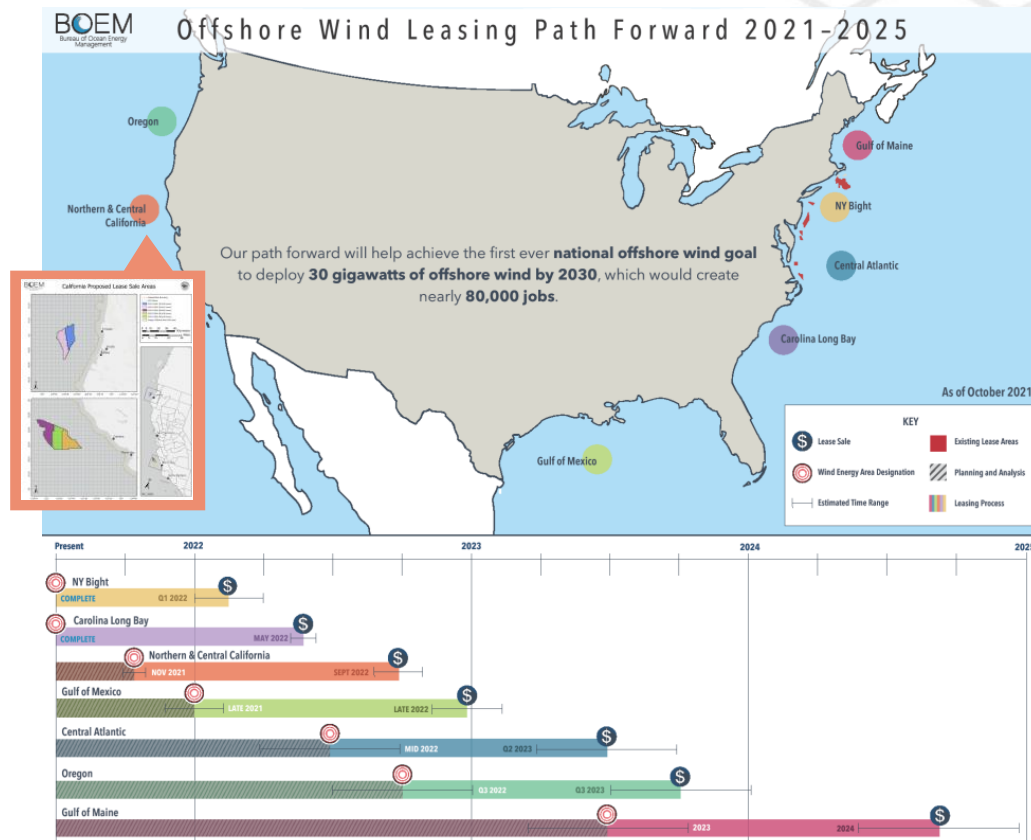 BOEM
Bureau of Ocean Energy
Management
Offshore Wind Leasing Path Forward 2021-2025
Oregon
Gulf of Maine
Northern & Central
California
NY Bight
Our path forward will help achieve the first ever national offshore wind goal
to deploy 30 gigawatts of offshore wind by 2030, which would create
nearly 80,000 jobs.
Central Atlantic
BOEM
California Proposed Lease Sale Areas
Carolina Long Bay
As of October 2021
Gulf of Mexico
KEY
$ Lease Sale
Existing Lease Areas
Wind Energy Area Designation
Planning and Analysis
Estimated Time Range
Leasing Process
Present 2022 2023 2024 2025
NY Bight
$
COMPLETE Q1 2022
Carolina Long Bay
$
COMPLETE MAY 2022
Northern & Central California
$
NOV 2021 SEPT 2022
Gulf of Mexico
$
LATE 2021 LATE 2022
Central Atlantic
$
MID 2022 Q2 2023
Oregon
$
Q3 2022 Q3 2023
Gulf of Maine
$
2023 2024